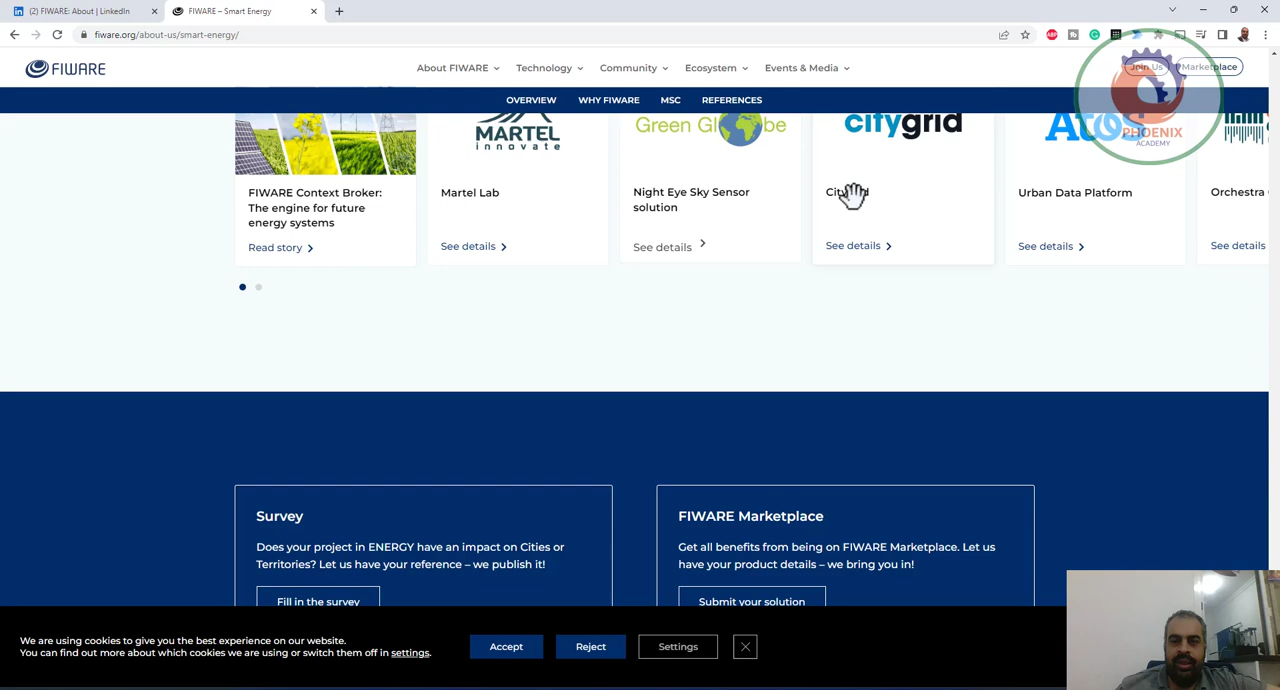 (2) FIWARE: About | LinkedIn
FIWARE – Smart Energy
fiware.org/about-us/smart-energy/
FIWARE
About FIWARE
Technology
Community
Ecosystem
Events & Media
Join Us
Marketplace
OVERVIEW
WHY FIWARE
MSC
REFERENCES
PHOENIX
ACADEMY
MARTEL
innovate
Green Globe
citygrid
Atos
FIWARE Context Broker:
The engine for future
energy systems
Read story
Martel Lab
See details
Night Eye Sky Sensor
solution
See details
See details
Urban Data Platform
See details
Orchestra
See details
Survey
Does your project in ENERGY have an impact on Cities or
Territories? Let us have your reference – we publish it!
Fill in the survey
FIWARE Marketplace
Get all benefits from being on FIWARE Marketplace. Let us
have your product details – we bring you in!
Submit your solution
We are using cookies to give you the best experience on our website.
You can find out more about which cookies we are using or switch them off in settings.
Accept
Reject
Settings